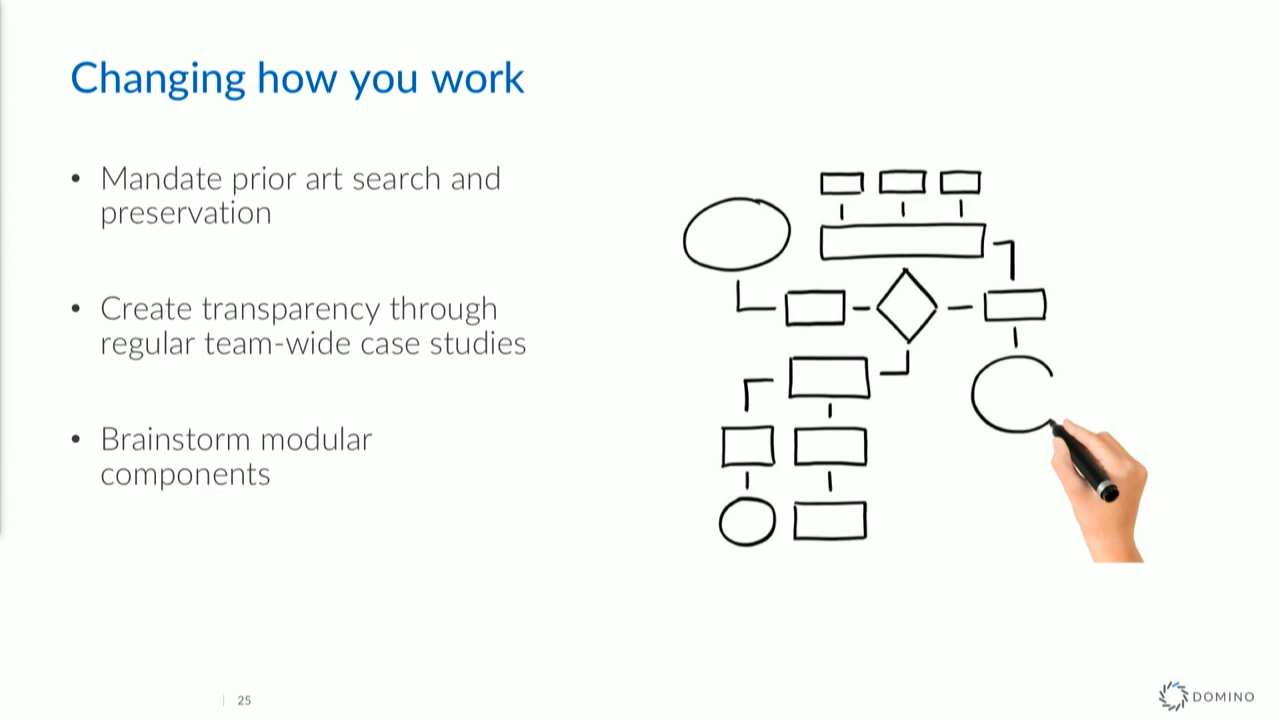 Changing how you work
• Mandate prior art search and
preservation
• Create transparency through
regular team-wide case studies
• Brainstorm modular
components
25
DOMINO